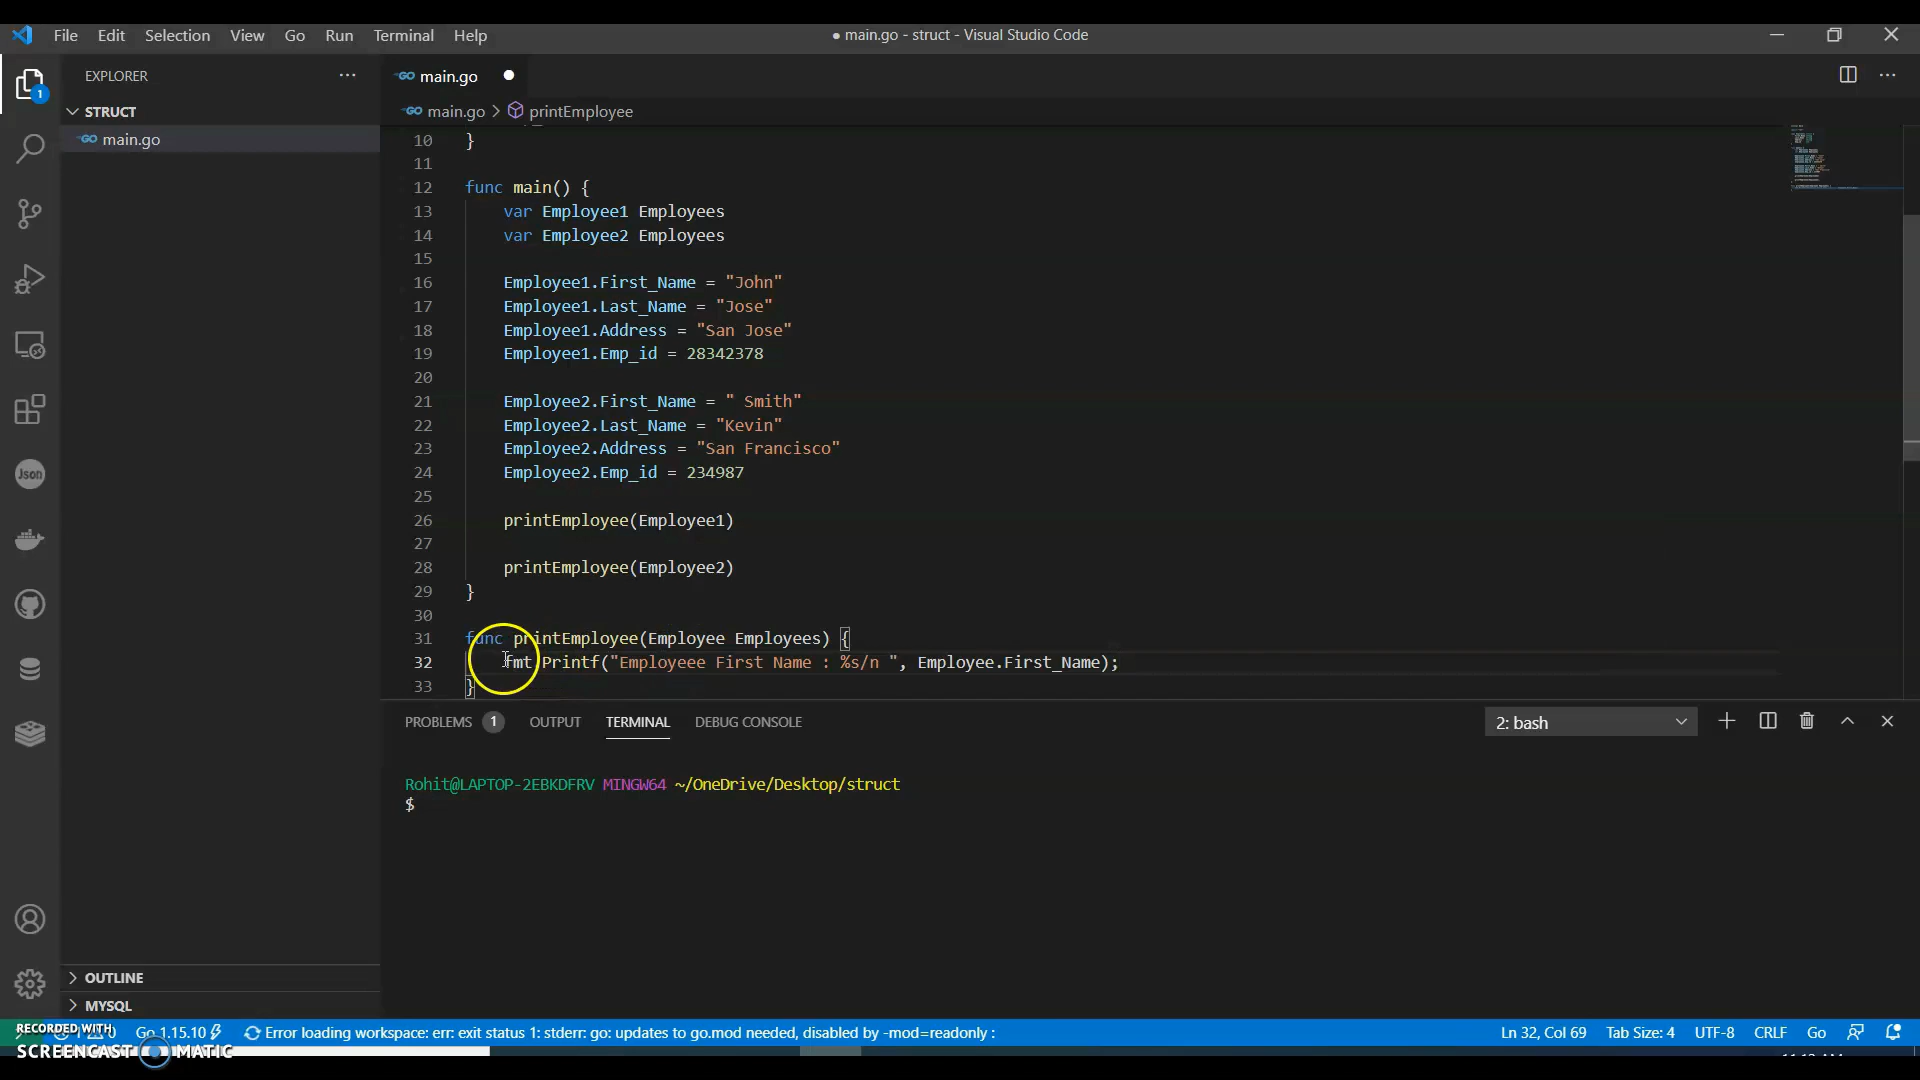 File Edit Selection View Go Run Terminal Help
● main.go - struct - Visual Studio Code
EXPLORER
STRUCT
main.go
main.go
main.go > printEmployee
10 }
11
12 func main() {
13 var Employee1 Employees
14 var Employee2 Employees
15
16 Employee1.First_Name = "John"
17 Employee1.Last_Name = "Jose"
18 Employee1.Address = "San Jose"
19 Employee1.Emp_id = 28342378
20
21 Employee2.First_Name = " Smith"
22 Employee2.Last_Name = "Kevin"
23 Employee2.Address = "San Francisco"
24 Employee2.Emp_id = 234987
25
26 printEmployee(Employee1)
27
28 printEmployee(Employee2)
29 }
30
31 func printEmployee(Employee Employees) {
32 fmt.Printf("Employeee First Name : %s/n ", Employee.First_Name);
33 }
PROBLEMS 1 OUTPUT TERMINAL DEBUG CONSOLE
2: bash
Rohit@LAPTOP-2EBKDFRV MINGW64 ~/OneDrive/Desktop/struct
$
1
Json
OUTLINE
MYSQL
Go 1.15.10 Error loading workspace: err: exit status 1: stderr: go: updates to go.mod needed, disabled by -mod=readonly :
Ln 32, Col 69 Tab Size: 4 UTF-8 CRLF Go
RECORDED WITH
SCREENCAST MATIC